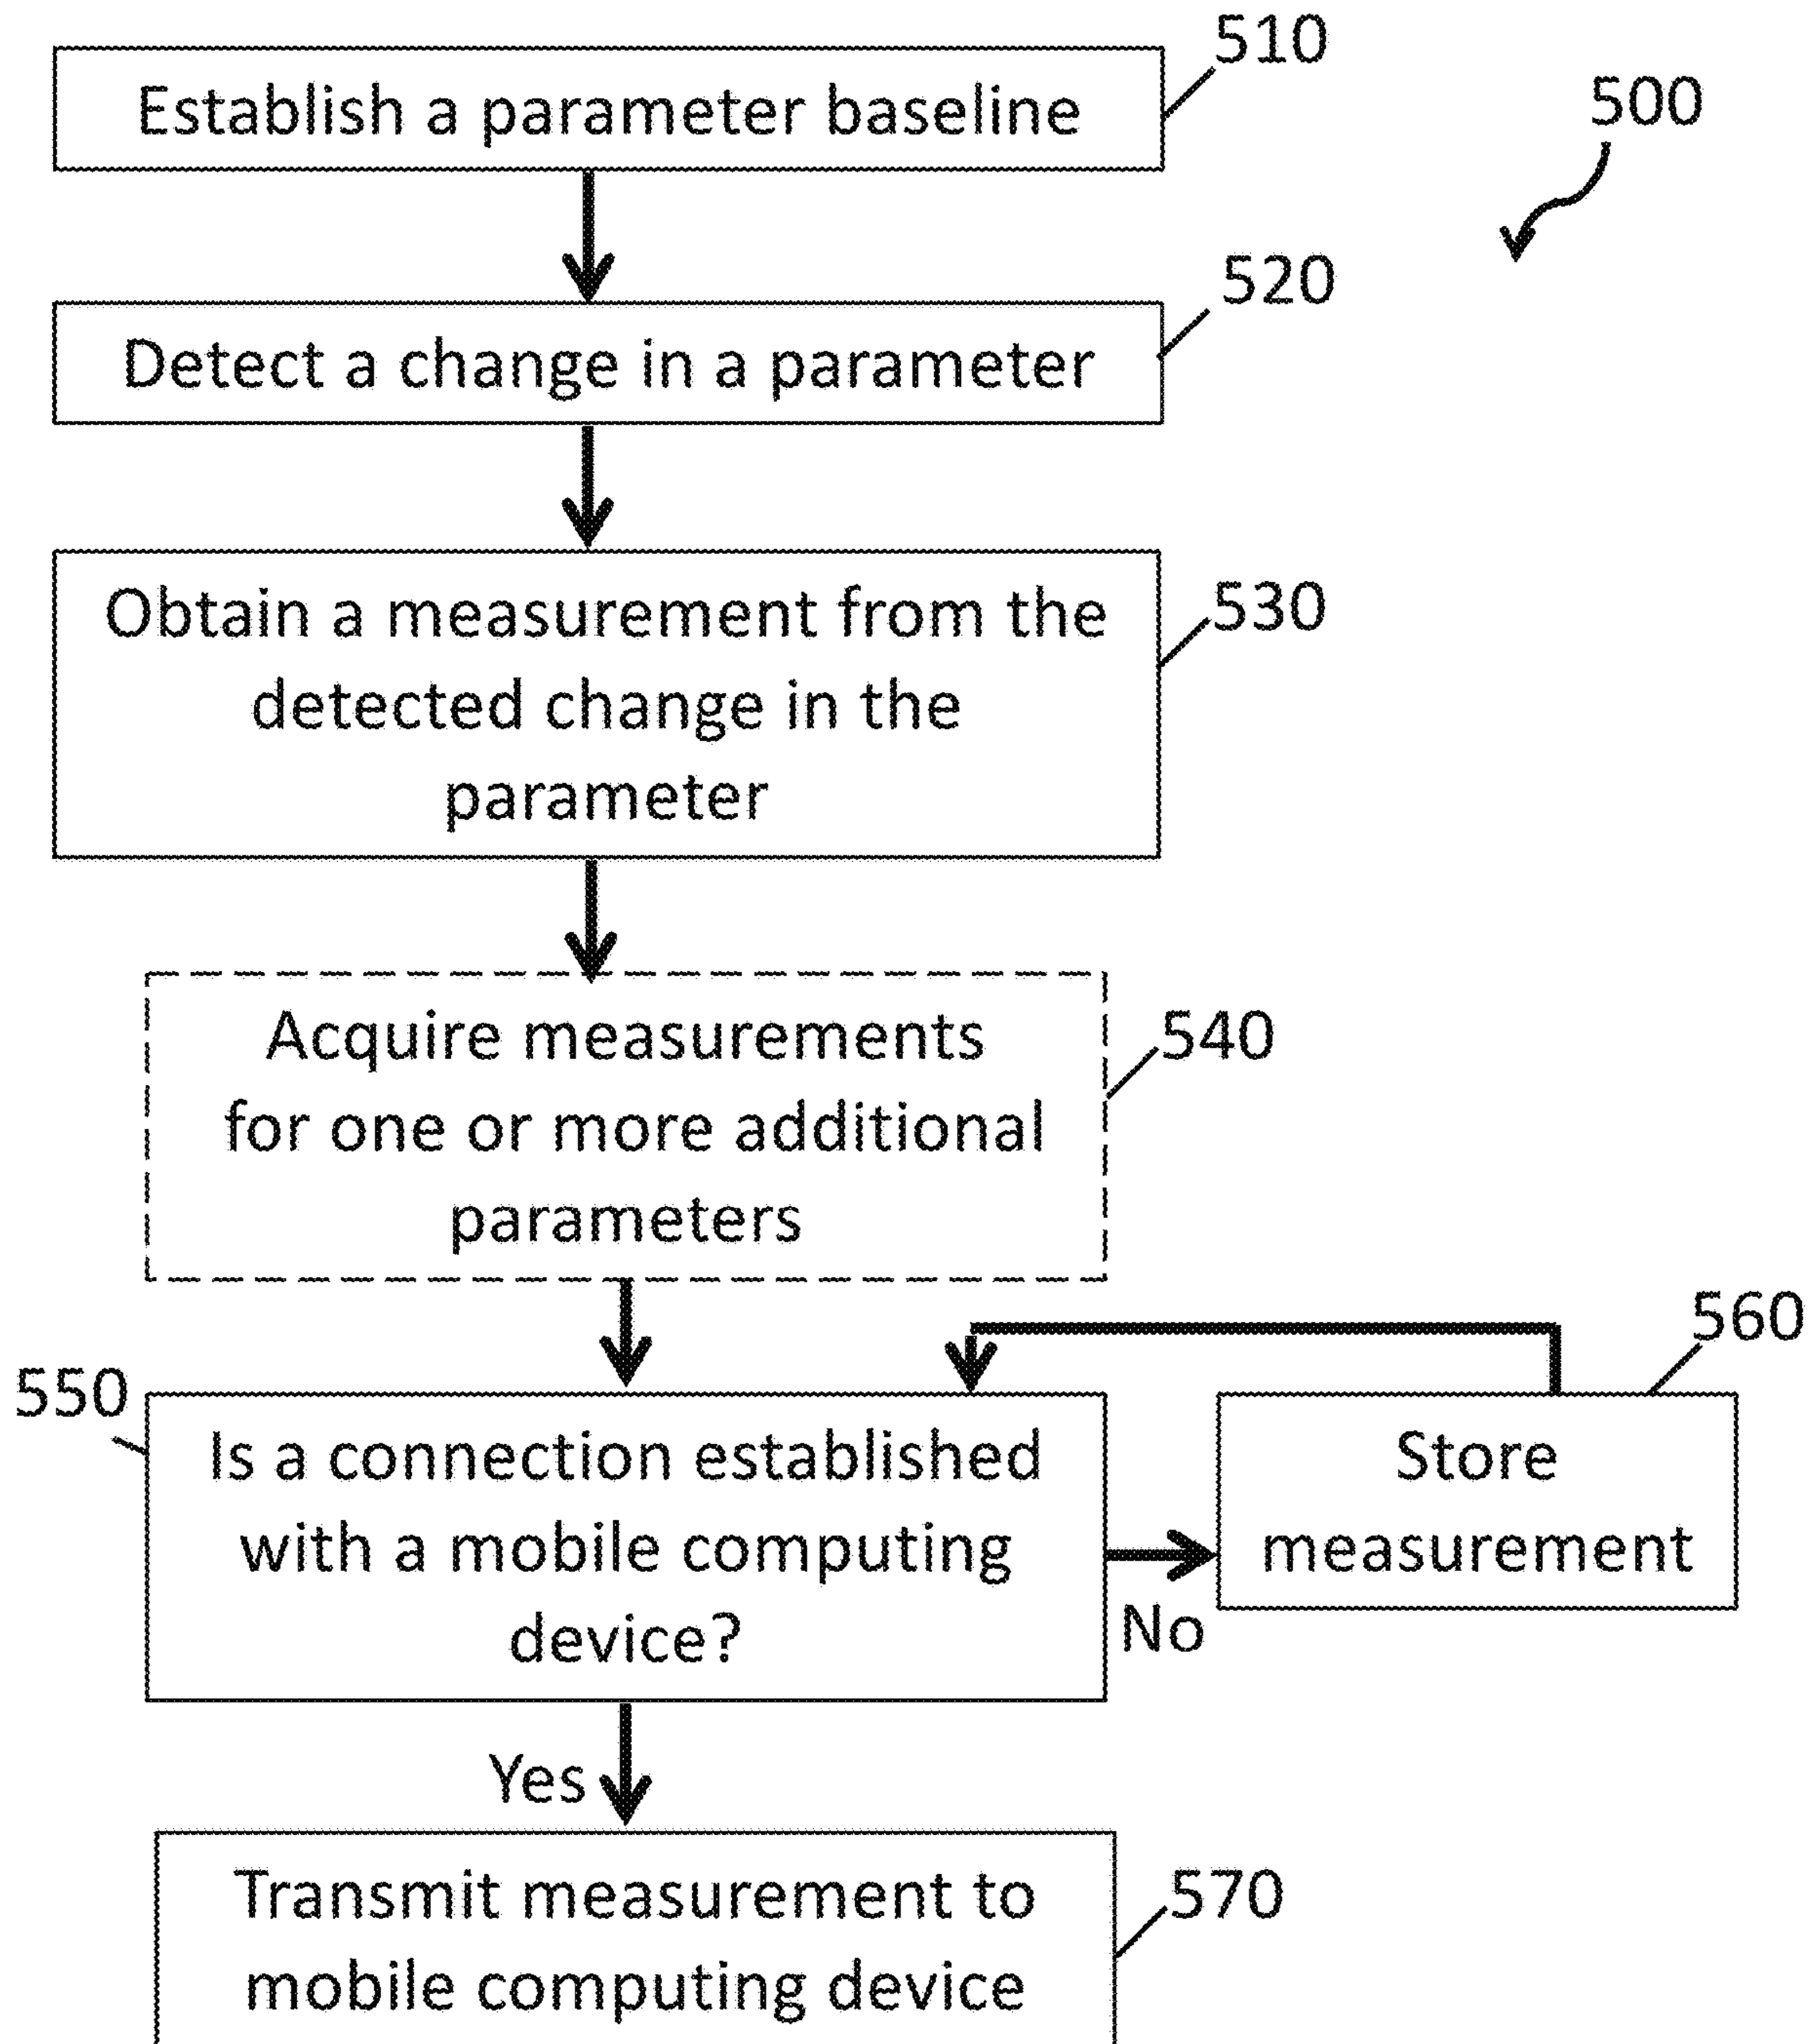 510
Establish a parameter baseline
500
520
Detect a change in a parameter
530
Obtain a measurement from the
detected change in the
parameter
540
Acquire measurements
for one or more additional
parameters
560
550
Is a connection established
with a mobile computing
device?
No
Store
measurement
Yes
570
Transmit measurement to
mobile computing device